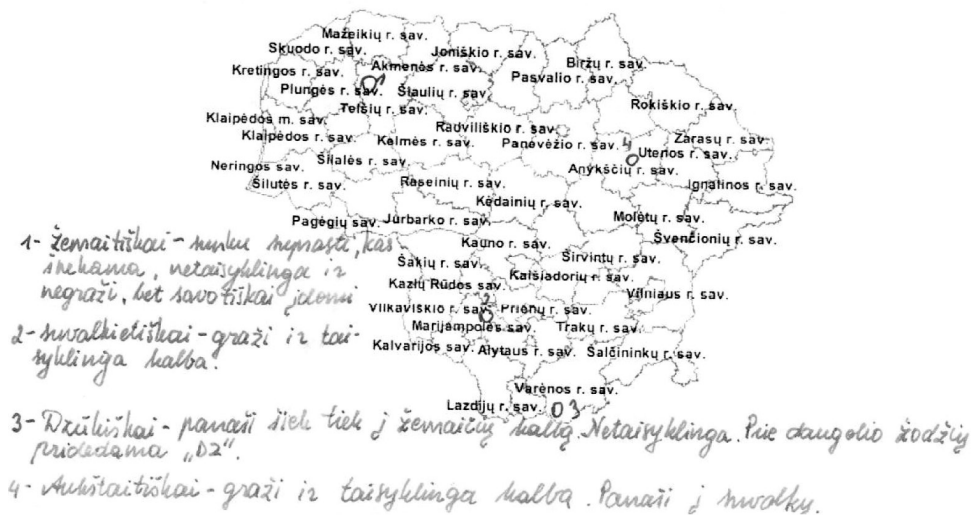 Mažeikių r. sav.
Skuodo r. sav.
Joniškio r. sav.
Biržų r. sav.
Kretingos r. sav.
Akmenės r. sav.
Pasvalio r. sav.
1
Plungės r. sav.
Šiaulių r. sav.
Rokiškio r. sav.
Telšių r. sav.
Klaipėdos m. sav.
Radviliškio r. sav.
Klaipėdos r. sav.
Kelmės r. sav.
Panevėžio r. sav.
4
Zarasų r. sav.
Utenos r. sav.
Neringos sav.
Šilalės r. sav.
Anykščių r. sav.
Šilutės r. sav.
Raseinių r. sav.
Ignalinos r. sav.
Kėdainių r. sav.
Pagėgių sav.
Jurbarko r. sav.
Molėtų r. sav.
Kauno r. sav.
Švenčionių r. sav.
Širvintų r. sav.
Šakių r. sav.
Kaišiadorių r. sav.
Kazlų Rūdos sav.
Vilniaus r. sav.
2
Vilkaviškio r. sav.
Prienų r. sav.
Marijampolės sav.
Trakų r. sav.
Kalvarijos sav.
Alytaus r. sav.
Šalčininkų r. sav.
Varėnos r. sav.
Lazdijų r. sav.
3
1- Žemaitiškai - sunku suprasti, kas
šnekama, netaisyklinga ir
negraži, bet savotiškai įdomi
2- suvalkietiškai - graži ir tai-
syklinga kalba.
3- Dzūkiškai - panaši šiek tiek į žemaičių kalbą. Netaisyklinga. Prie daugelio žodžių
pridedama „DZ".
4- Aukštaitiškai - graži ir taisyklinga kalba. Panaši į suvalkų.